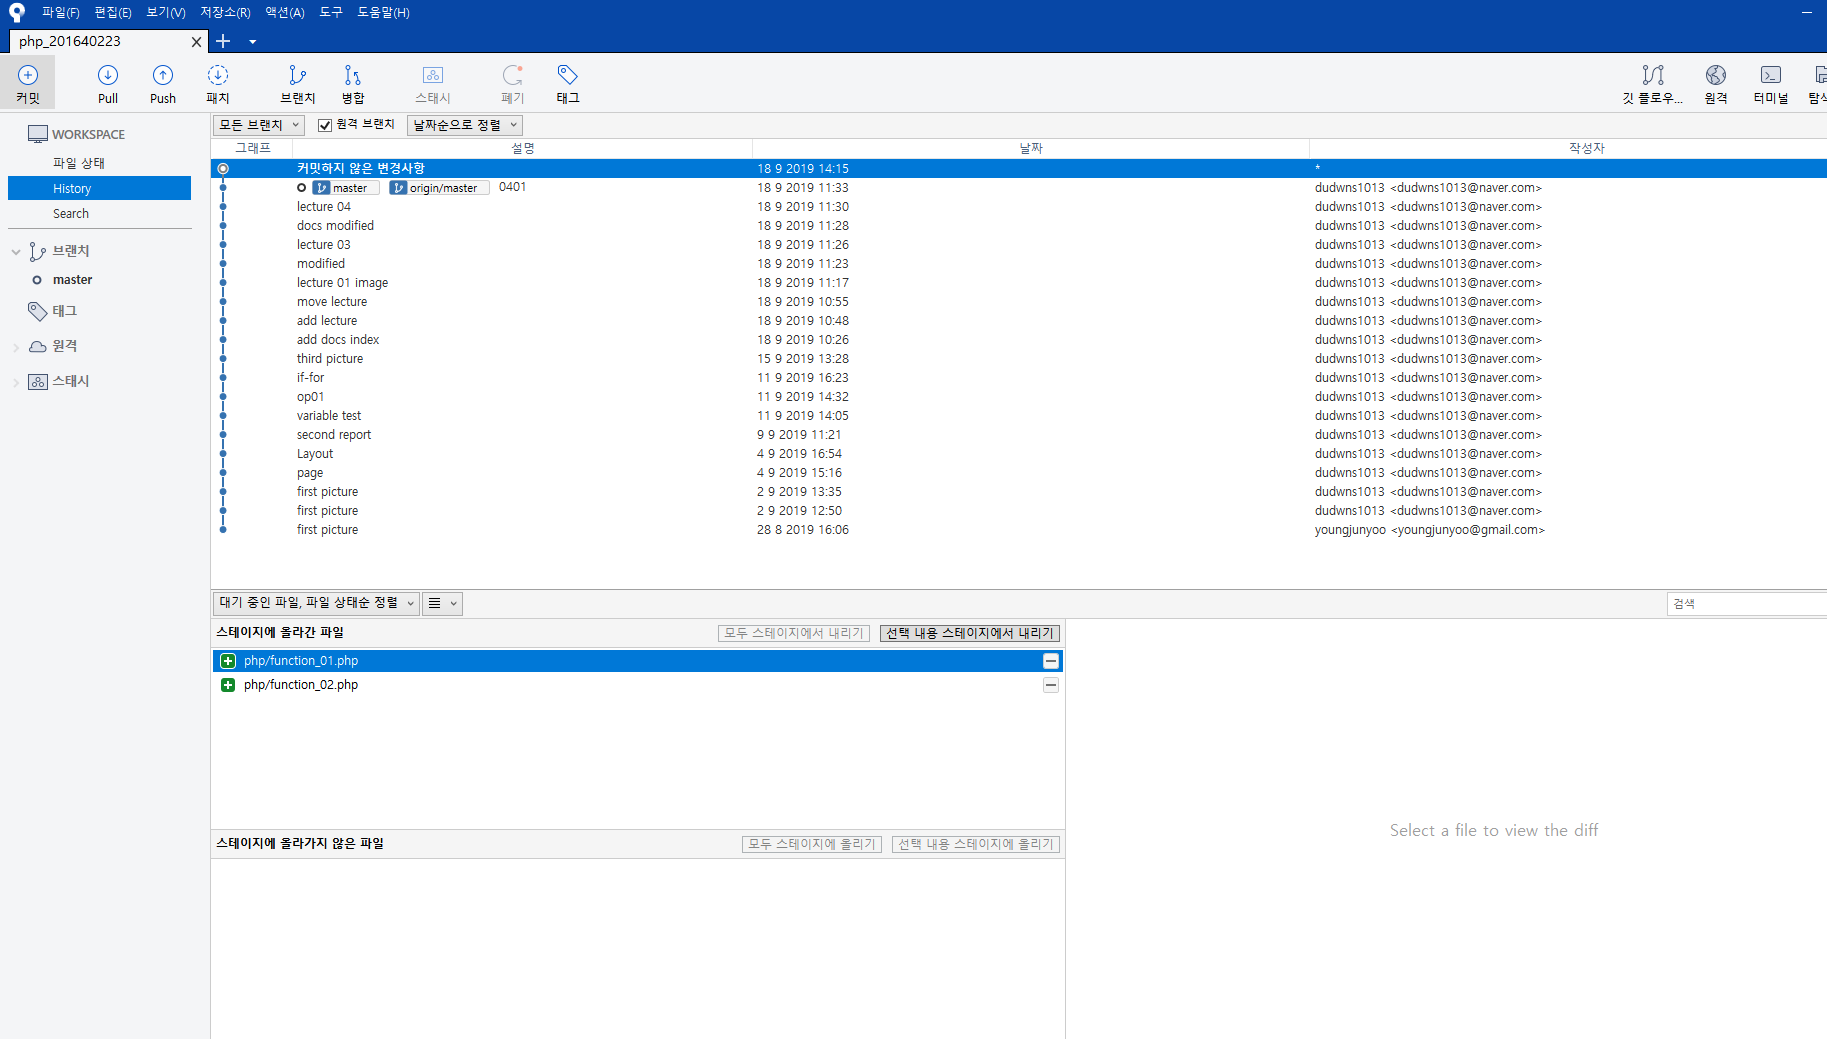 파일(F) 편집(E) 보기(V) 저장소(R) 액션(A) 도구 도움말(H)
php_201640223
커밋 Pull Push 패치 브랜치 병합 스태시 폐기 태그 깃 플로우... 원격 터미널
WORKSPACE
파일 상태
History
Search
브랜치
master
태그
원격
스태시
모든 브랜치 원격 브랜치 날짜순으로 정렬
그래프 설명 날짜 작성자
커밋하지 않은 변경사항 18 9 2019 14:15 *
master origin/master 0401 18 9 2019 11:33 dudwns1013 <dudwns1013@naver.com>
lecture 04 18 9 2019 11:30 dudwns1013 <dudwns1013@naver.com>
docs modified 18 9 2019 11:28 dudwns1013 <dudwns1013@naver.com>
lecture 03 18 9 2019 11:26 dudwns1013 <dudwns1013@naver.com>
modified 18 9 2019 11:23 dudwns1013 <dudwns1013@naver.com>
lecture 01 image 18 9 2019 11:17 dudwns1013 <dudwns1013@naver.com>
move lecture 18 9 2019 10:55 dudwns1013 <dudwns1013@naver.com>
add lecture 18 9 2019 10:48 dudwns1013 <dudwns1013@naver.com>
add docs index 18 9 2019 10:26 dudwns1013 <dudwns1013@naver.com>
third picture 15 9 2019 13:28 dudwns1013 <dudwns1013@naver.com>
if-for 11 9 2019 16:23 dudwns1013 <dudwns1013@naver.com>
op01 11 9 2019 14:32 dudwns1013 <dudwns1013@naver.com>
variable test 11 9 2019 14:05 dudwns1013 <dudwns1013@naver.com>
second report 9 9 2019 11:21 dudwns1013 <dudwns1013@naver.com>
Layout 4 9 2019 16:54 dudwns1013 <dudwns1013@naver.com>
page 4 9 2019 15:16 dudwns1013 <dudwns1013@naver.com>
first picture 2 9 2019 13:35 dudwns1013 <dudwns1013@naver.com>
first picture 2 9 2019 12:50 dudwns1013 <dudwns1013@naver.com>
first picture 28 8 2019 16:06 youngjunyoo <youngjunyoo@gmail.com>
대기 중인 파일, 파일 상태순 정렬 검색
스테이지에 올라간 파일 모두 스테이지에서 내리기 선택 내용 스테이지에서 내리기
php/function_01.php
php/function_02.php
Select a file to view the diff
스테이지에 올라가지 않은 파일 모두 스테이지에 올리기 선택 내용 스테이지에 올리기